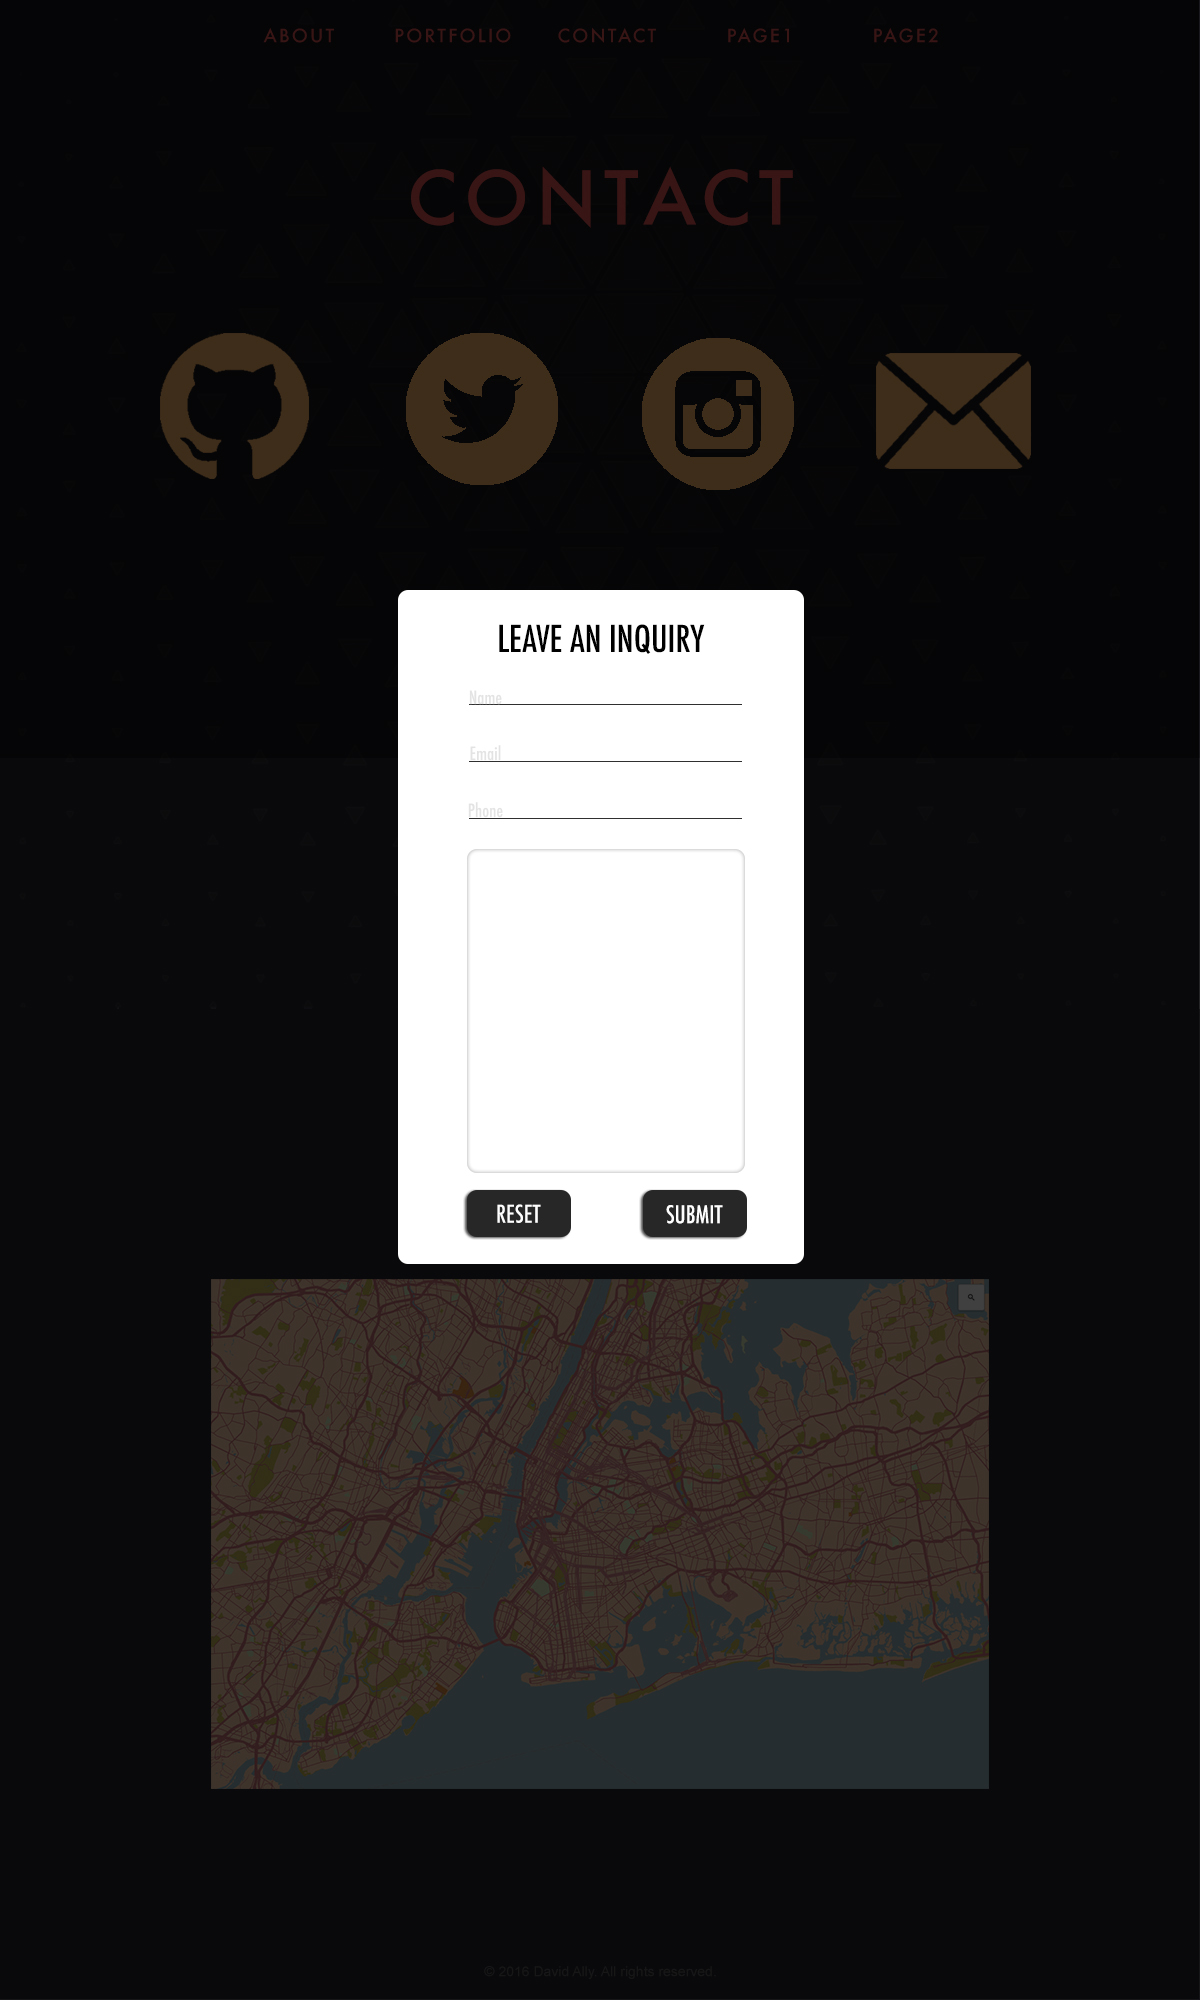 ABOUT PORTFOLIO CONTACT PAGE1 PAGE2
CONTACT
LEAVE AN INQUIRY
Name
Email
Phone
RESET SUBMIT
© 2016 David Ally. All rights reserved.